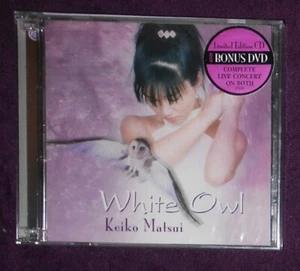 Limited Edition CD
BONUS DVD
COMPLETE
LIVE CONCERT
ON BOTH
White Owl
Keiko Matsui